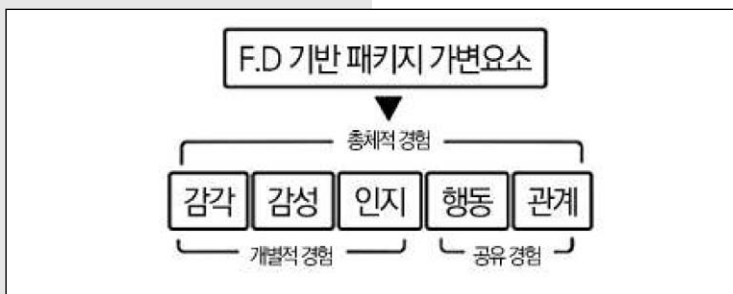 F.D 기반 패키지 가변요소
총체적 경험
감각 감성 인지 행동 관계
개별적 경험 공유 경험